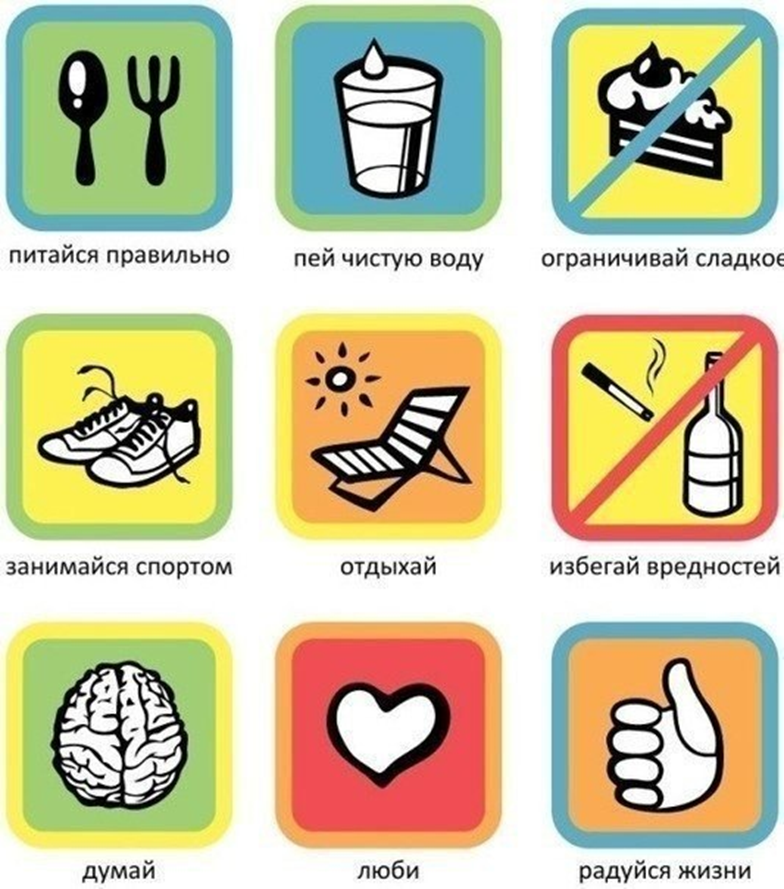 питайся правильно
пей чистую воду
ограничивай сладкое
занимайся спортом
отдыхай
избегай вредностей
думай
люби
радуйся жизни